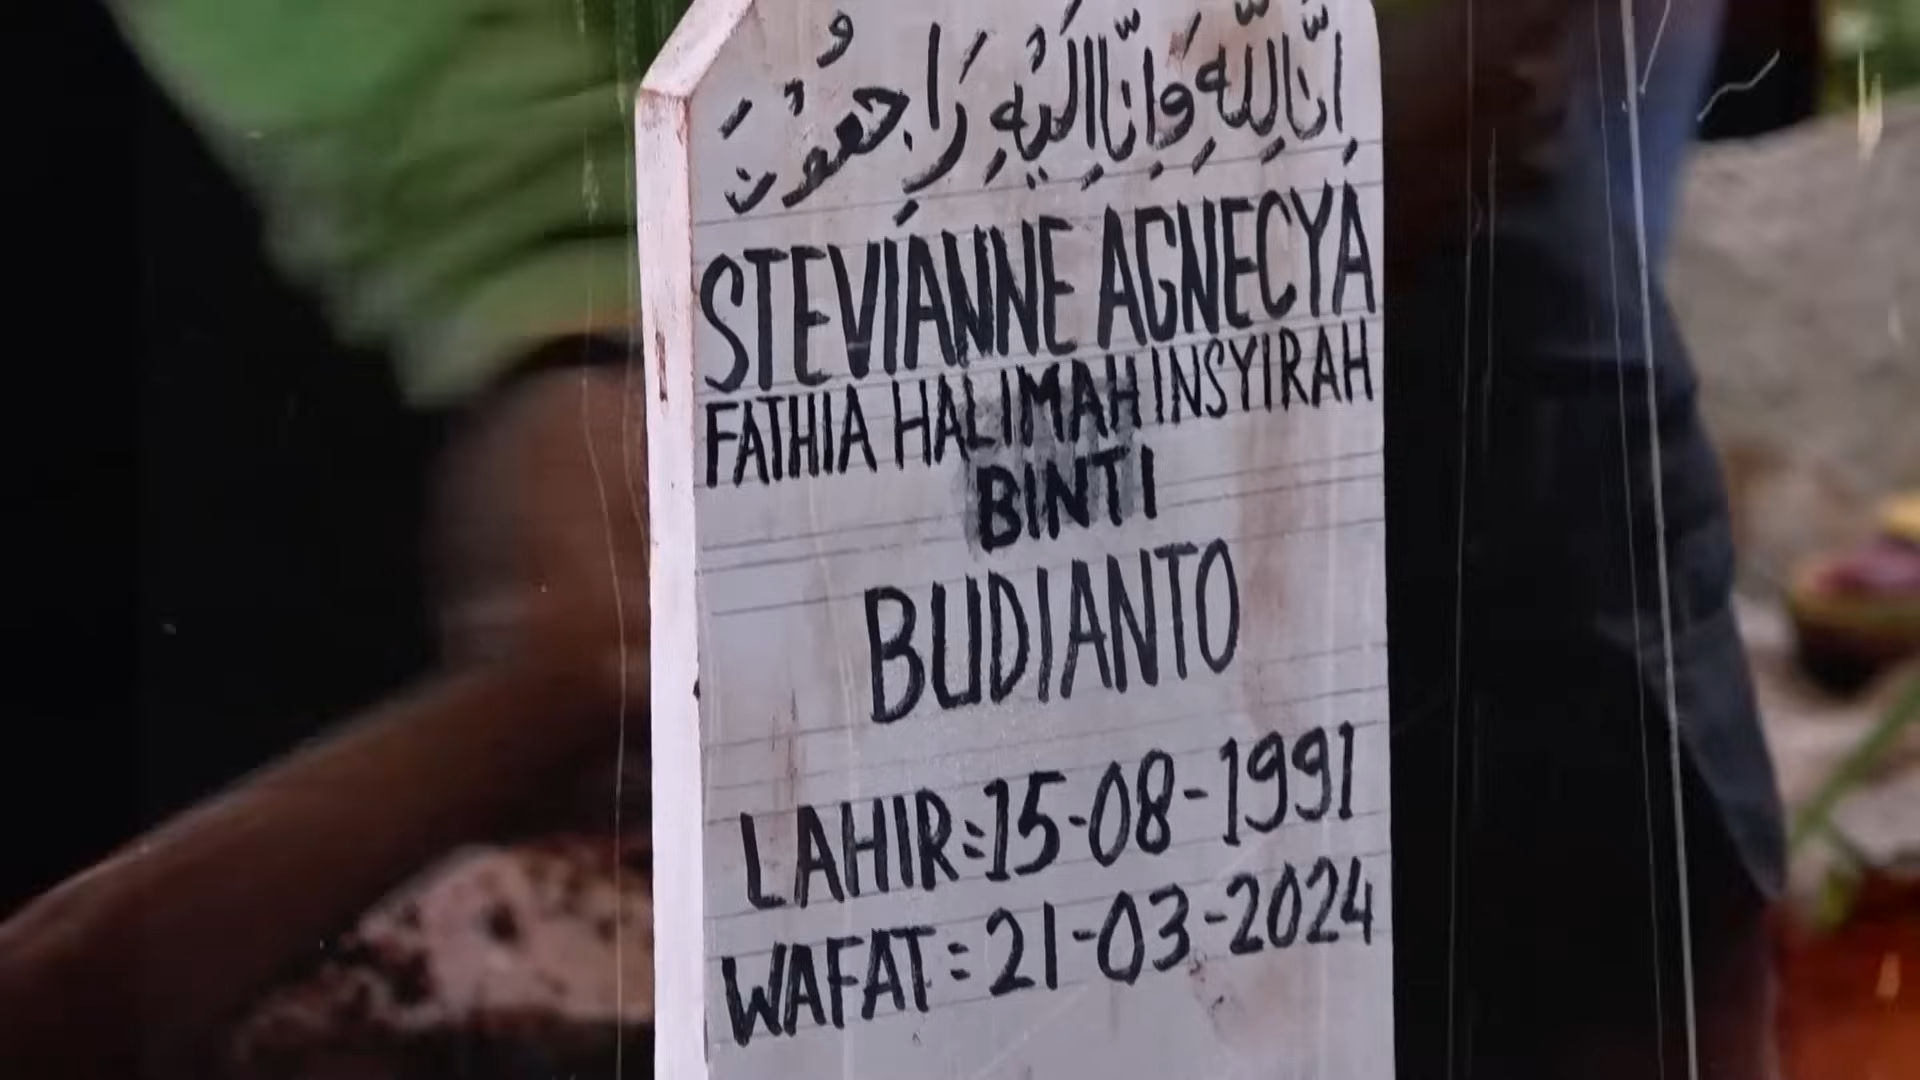 اِنَّا لِلّٰهِ وَاِنَّا اِلَيْهِ رَاجِعُوْنَ
STEVIANNE AGNECYA
FATHIA HALIMAH INSYIRAH
BINTI
BUDIANTO
LAHIR=15-08-1991
WAFAT=21-03-2024